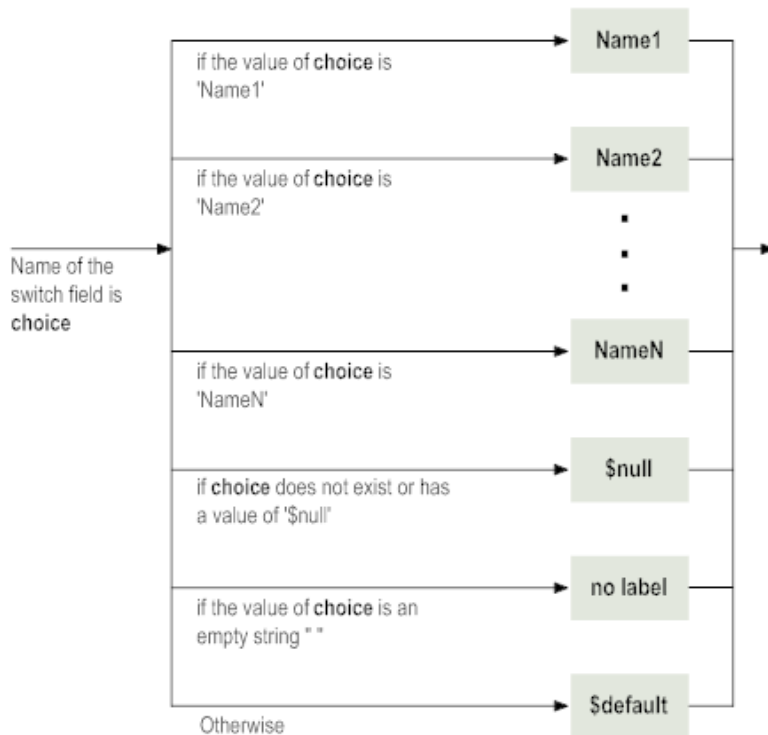 Name1
if the value of choice is
'Name1'
Name2
if the value of choice is
'Name2'
Name of the
switch field is
choice
NameN
if the value of choice is
'NameN'
$null
if choice does not exist or has
a value of '$null'
no label
if the value of choice is an
empty string " "
$default
Otherwise